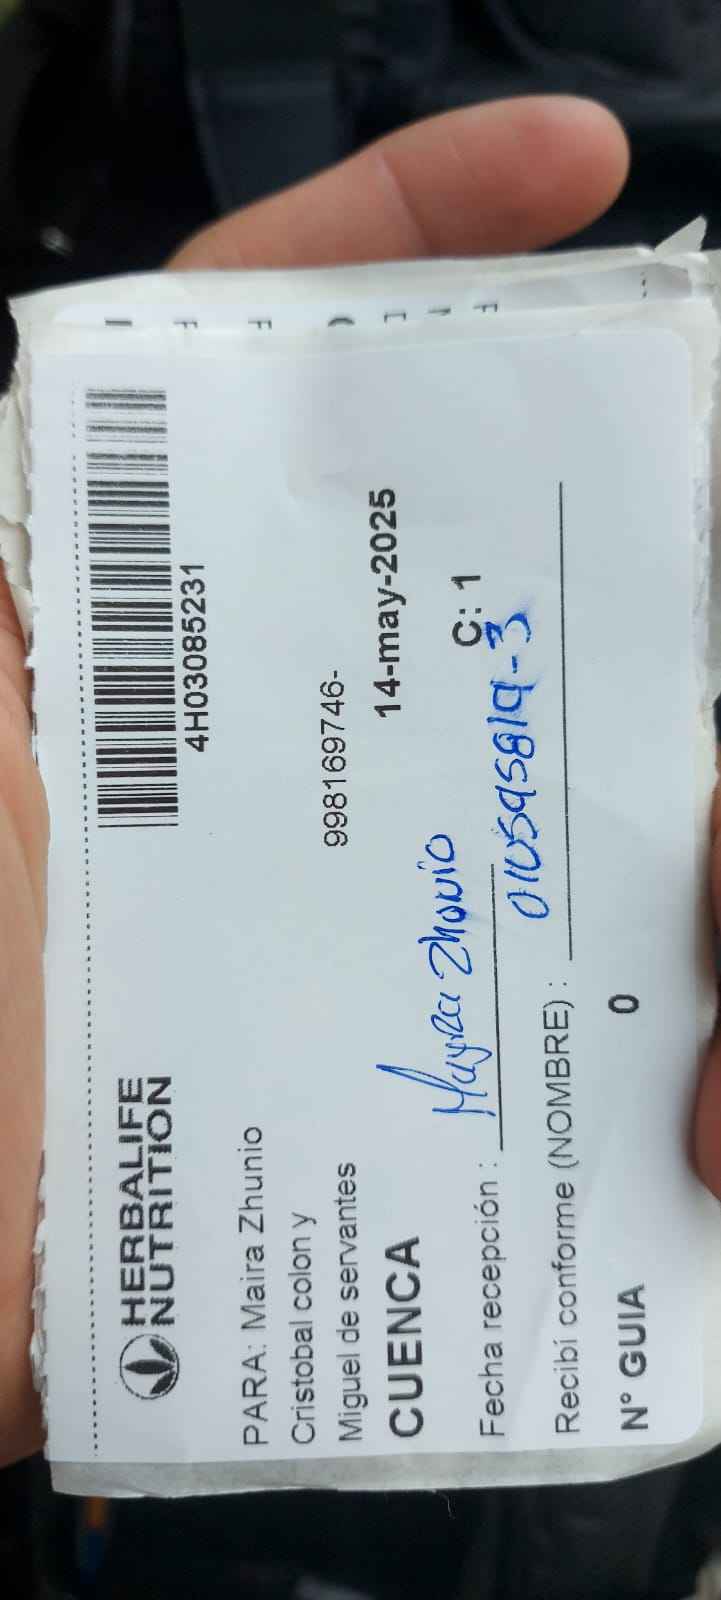 HERBALIFE
NUTRITION
4H03085231
PARA: Maira Zhunio
Cristobal colon y
Miguel de servantes
998169746-
CUENCA
14-may-2025
Fecha recepción : Mayra Zhunio
C: 1
010595819-3
Recibí conforme (NOMBRE) :
N° GUIA 0